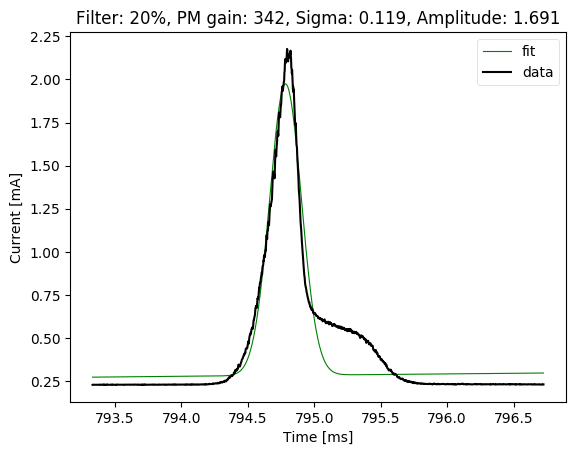 Filter: 20%, PM gain: 342, Sigma: 0.119, Amplitude: 1.691
fit
data
Current [mA]
2.25
2.00
1.75
1.50
1.25
1.00
0.75
0.50
0.25
793.5 794.0 794.5 795.0 795.5 796.0 796.5
Time [ms]